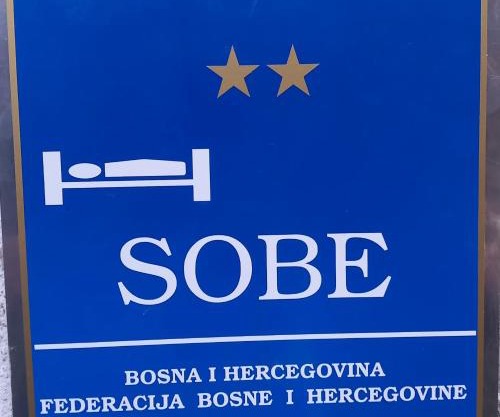 SOBE
BOSNA I HERCEGOVINA
FEDERACIJA BOSNE I HERCEGOVINE